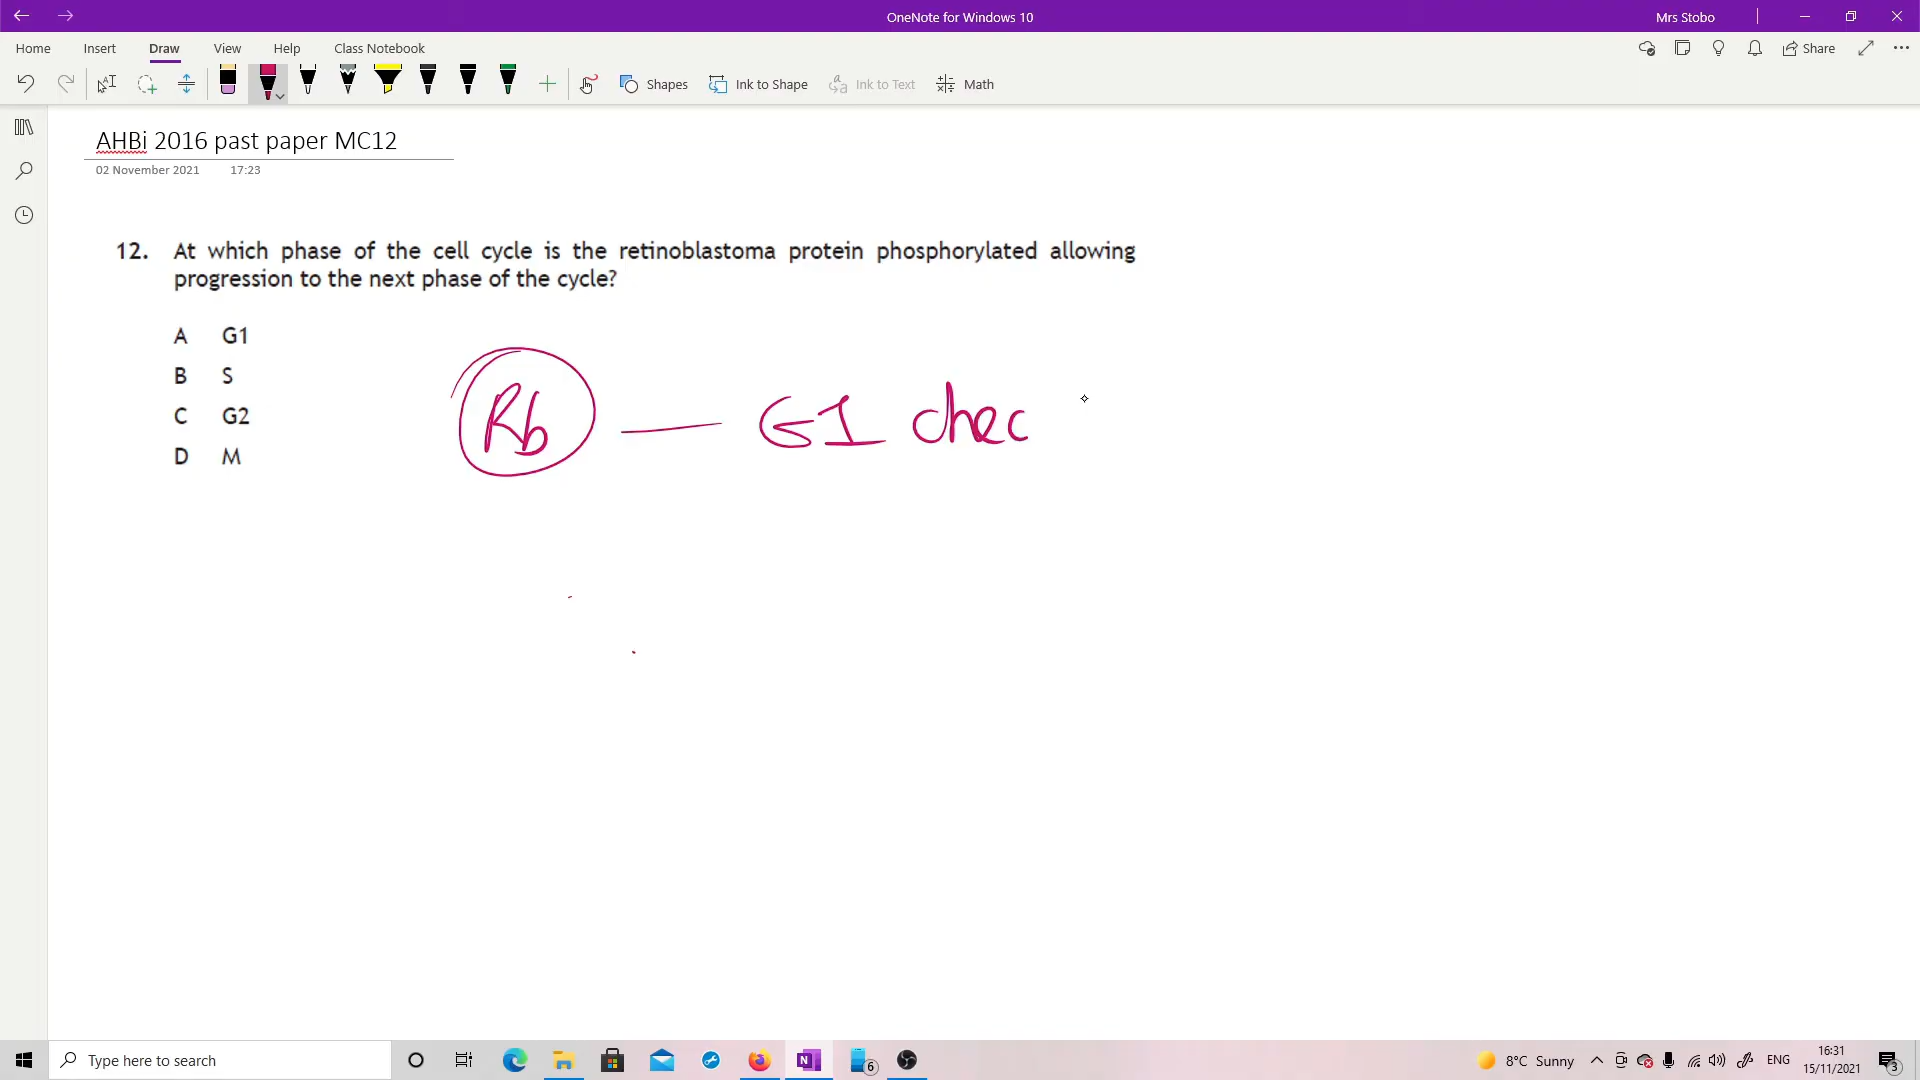 OneNote for Windows 10
Mrs Stobo
Home Insert Draw View Help Class Notebook
Share
Shapes Ink to Shape Ink to Text Math
AHBi 2016 past paper MC12
02 November 2021 17:23
12. At which phase of the cell cycle is the retinoblastoma protein phosphorylated allowing
progression to the next phase of the cycle?
A G1
B S
C G2
D M
Rb — G1 chec
Type here to search
6
8°C Sunny
ENG
16:31
15/11/2021
3